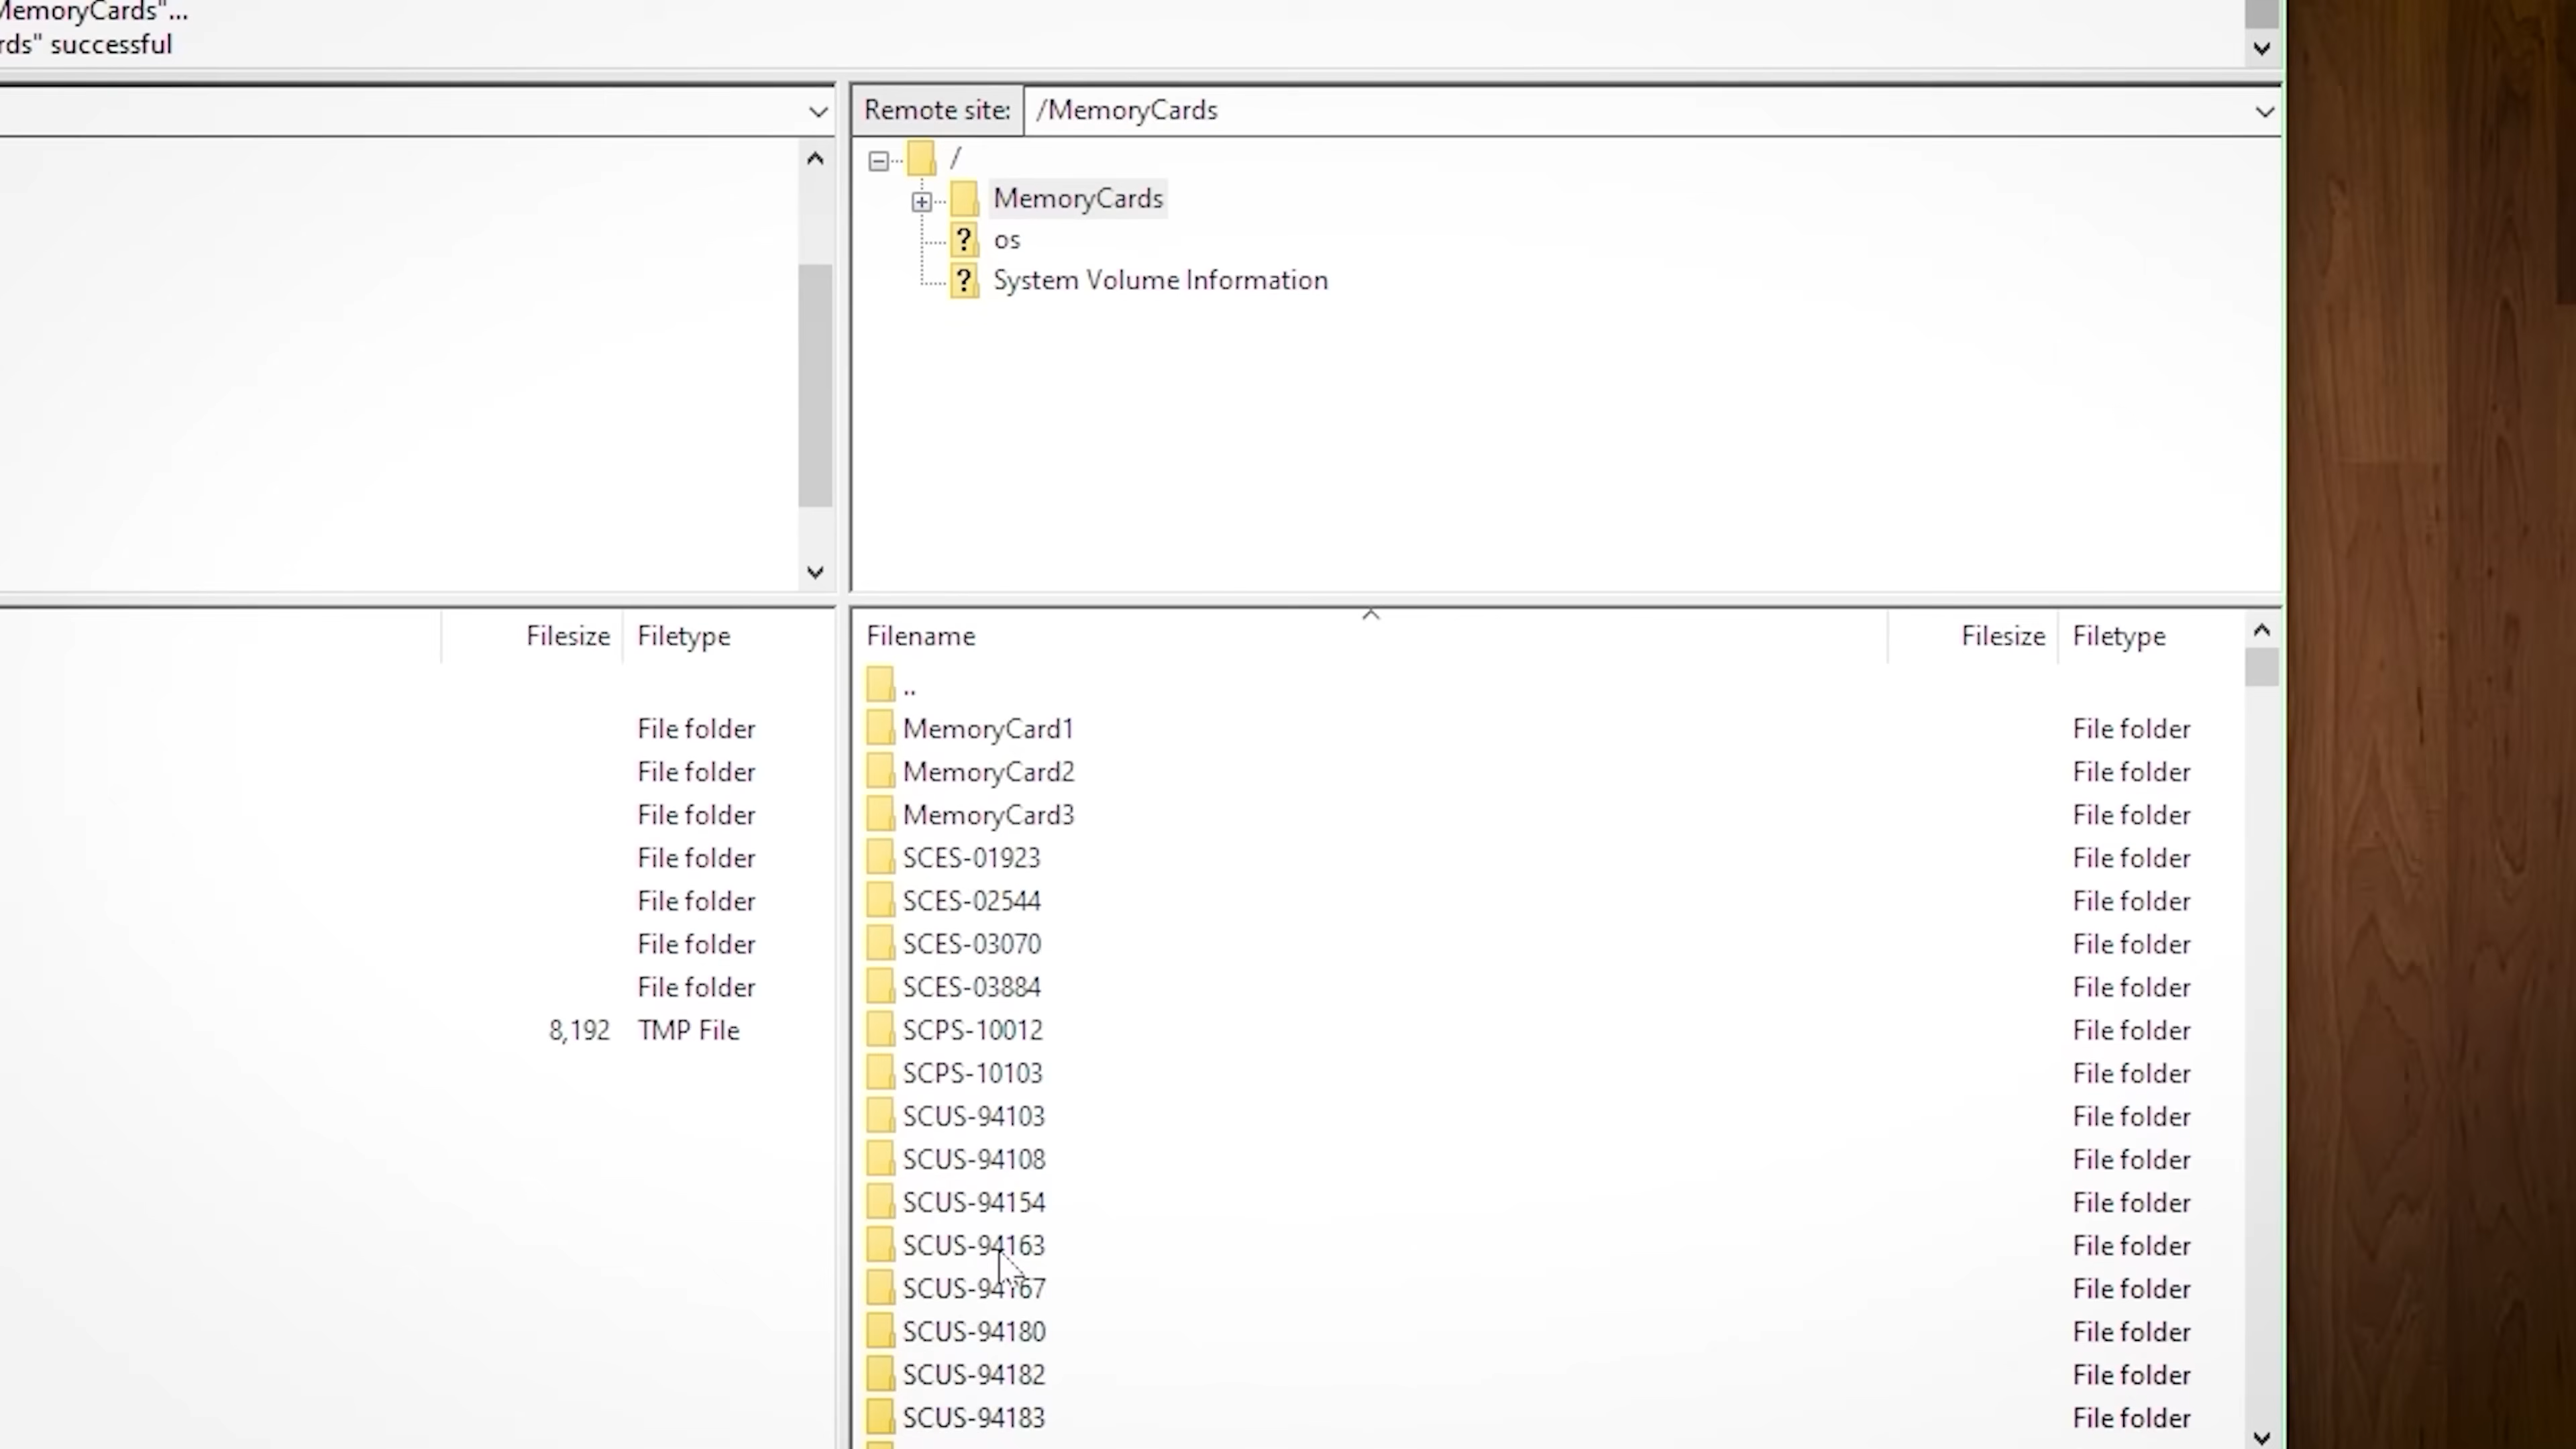 MemoryCards"...
rds" successful
Remote site: /MemoryCards
/
MemoryCards
? os
? System Volume Information
Filesize Filetype
File folder
File folder
File folder
File folder
File folder
File folder
File folder
8,192 TMP File
Filename Filesize Filetype
..
MemoryCard1 File folder
MemoryCard2 File folder
MemoryCard3 File folder
SCES-01923 File folder
SCES-02544 File folder
SCES-03070 File folder
SCES-03884 File folder
SCPS-10012 File folder
SCPS-10103 File folder
SCUS-94103 File folder
SCUS-94108 File folder
SCUS-94154 File folder
SCUS-94163 File folder
SCUS-94167 File folder
SCUS-94180 File folder
SCUS-94182 File folder
SCUS-94183 File folder